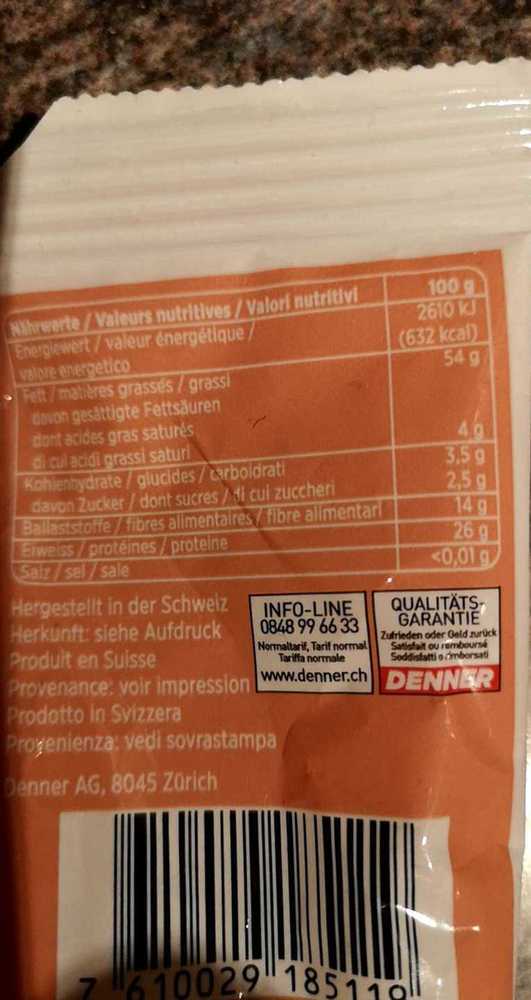 Nährwerte / Valeurs nutritives / Valori nutritivi 100 g
Energiewert / valeur énergétique / 2610 kJ
valore energetico (632 kcal)
Fett / matières grasses / grassi 54 g
davon gesättigte Fettsäuren
dont acides gras saturés
di cui acidi grassi saturi 4 g
Kohlenhydrate / glucides / carboidrati 3,5 g
davon Zucker / dont sucres / di cui zuccheri 2,5 g
Ballaststoffe / fibres alimentaires / fibre alimentari 14 g
Eiweiss / protéines / proteine 26 g
Salz / sel / sale <0,01 g
Hergestellt in der Schweiz
Herkunft: siehe Aufdruck
Produit en Suisse
Provenance: voir impression
Prodotto in Svizzera
Provenienza: vedi sovrastampa
Denner AG, 8045 Zürich
INFO-LINE
0848 99 66 33
Normaltarif, Tarif normal
Tariffa normale
www.denner.ch
QUALITÄTS-
GARANTIE
Zufrieden oder Geld zurück
Satisfait ou remboursé
Soddisfatti o rimborsati
DENNER
7 610029 185119